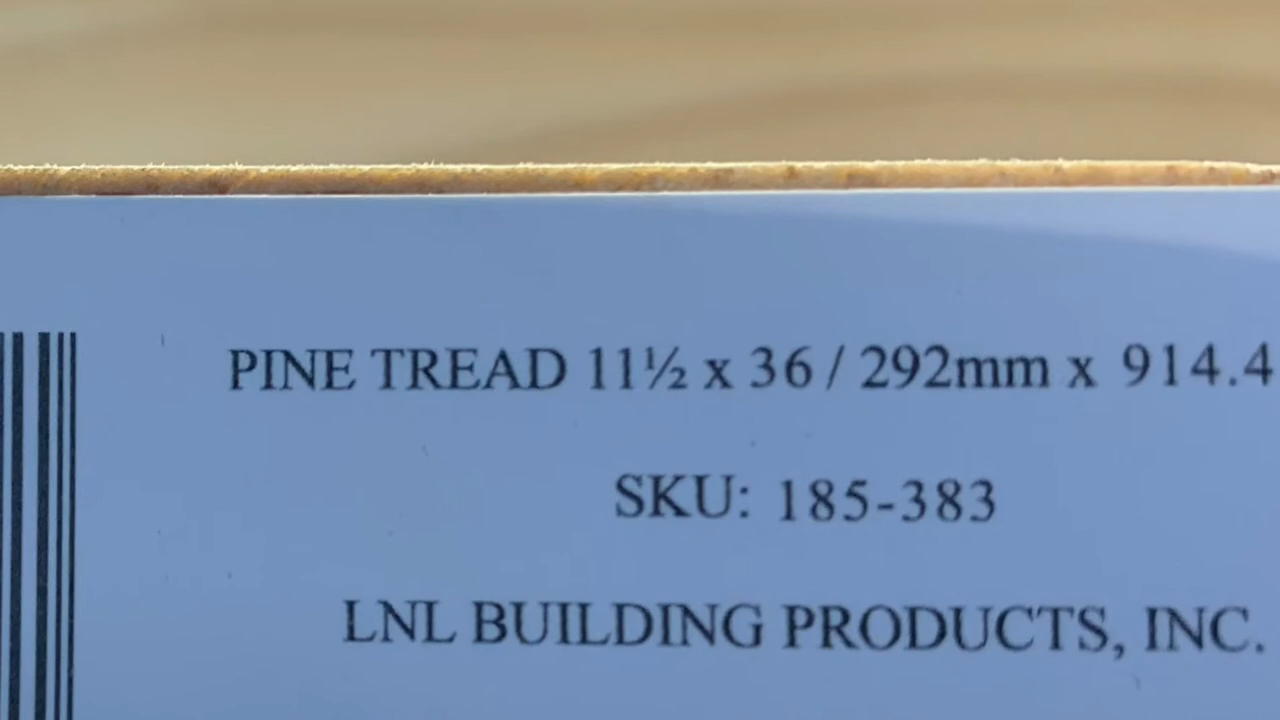 PINE TREAD 11½ x 36 / 292mm x 914.4
SKU: 185-383
LNL BUILDING PRODUCTS, INC.